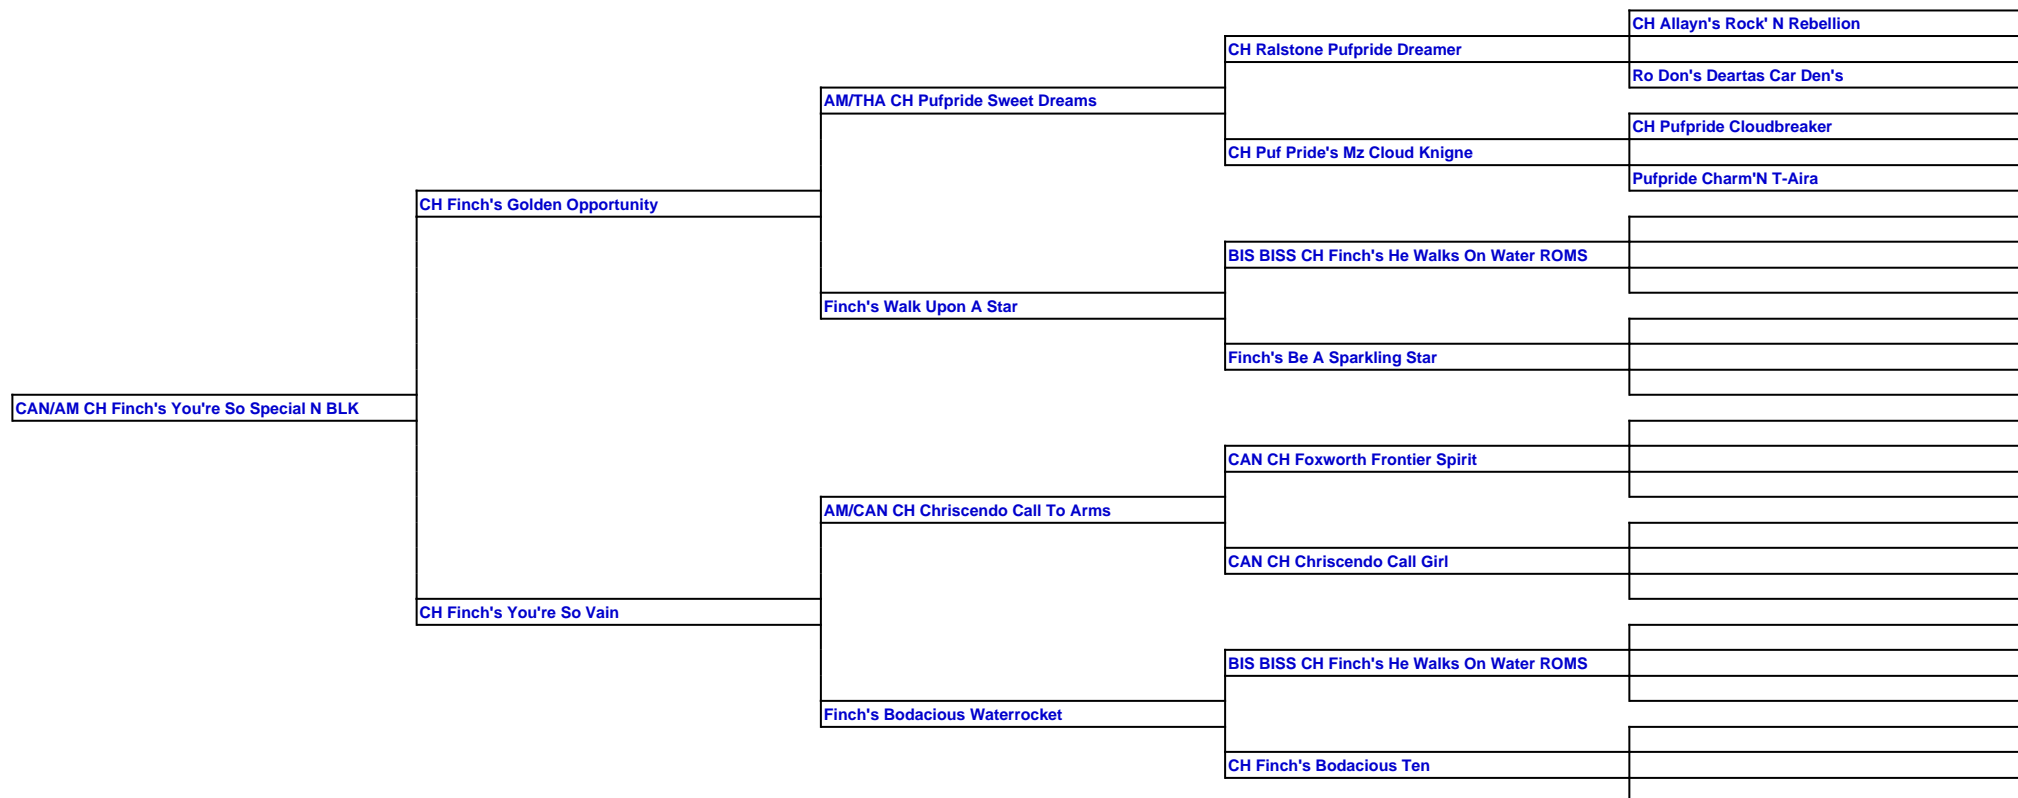 CH Allayn's Rock' N Rebellion
CH Ralstone Pufpride Dreamer
Ro Don's Deartas Car Den's
AM/THA CH Pufpride Sweet Dreams
CH Pufpride Cloudbreaker
CH Puf Pride's Mz Cloud Knigne
Pufpride Charm'N T-Aira
CH Finch's Golden Opportunity
BIS BISS CH Finch's He Walks On Water ROMS
Finch's Walk Upon A Star
Finch's Be A Sparkling Star
CAN/AM CH Finch's You're So Special N BLK
CAN CH Foxworth Frontier Spirit
AM/CAN CH Chriscendo Call To Arms
CAN CH Chriscendo Call Girl
CH Finch's You're So Vain
BIS BISS CH Finch's He Walks On Water ROMS
Finch's Bodacious Waterrocket
CH Finch's Bodacious Ten